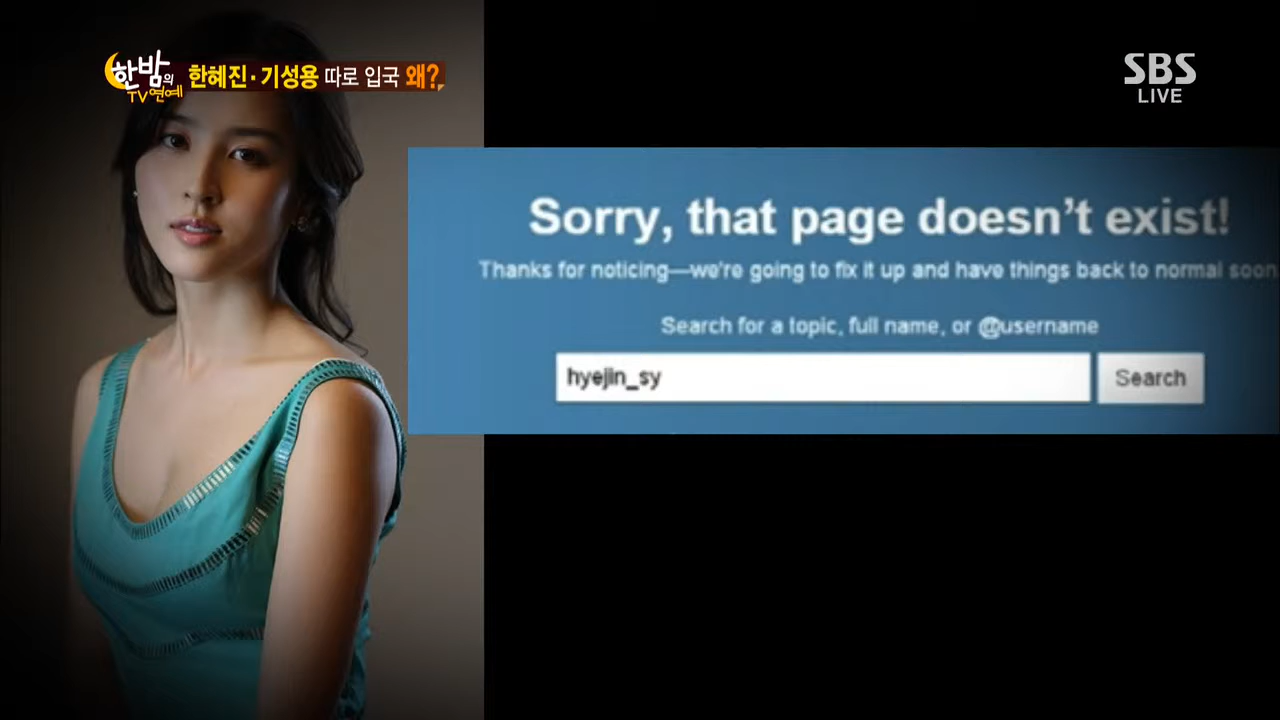 한밤의
TV연예
한혜진·기성용 따로 입국 왜?
SBS
LIVE
Sorry, that page doesn't exist!
Thanks for noticing—we're going to fix it up and have things back to normal soon
Search for a topic, full name, or @username
hyejin_sy
Search